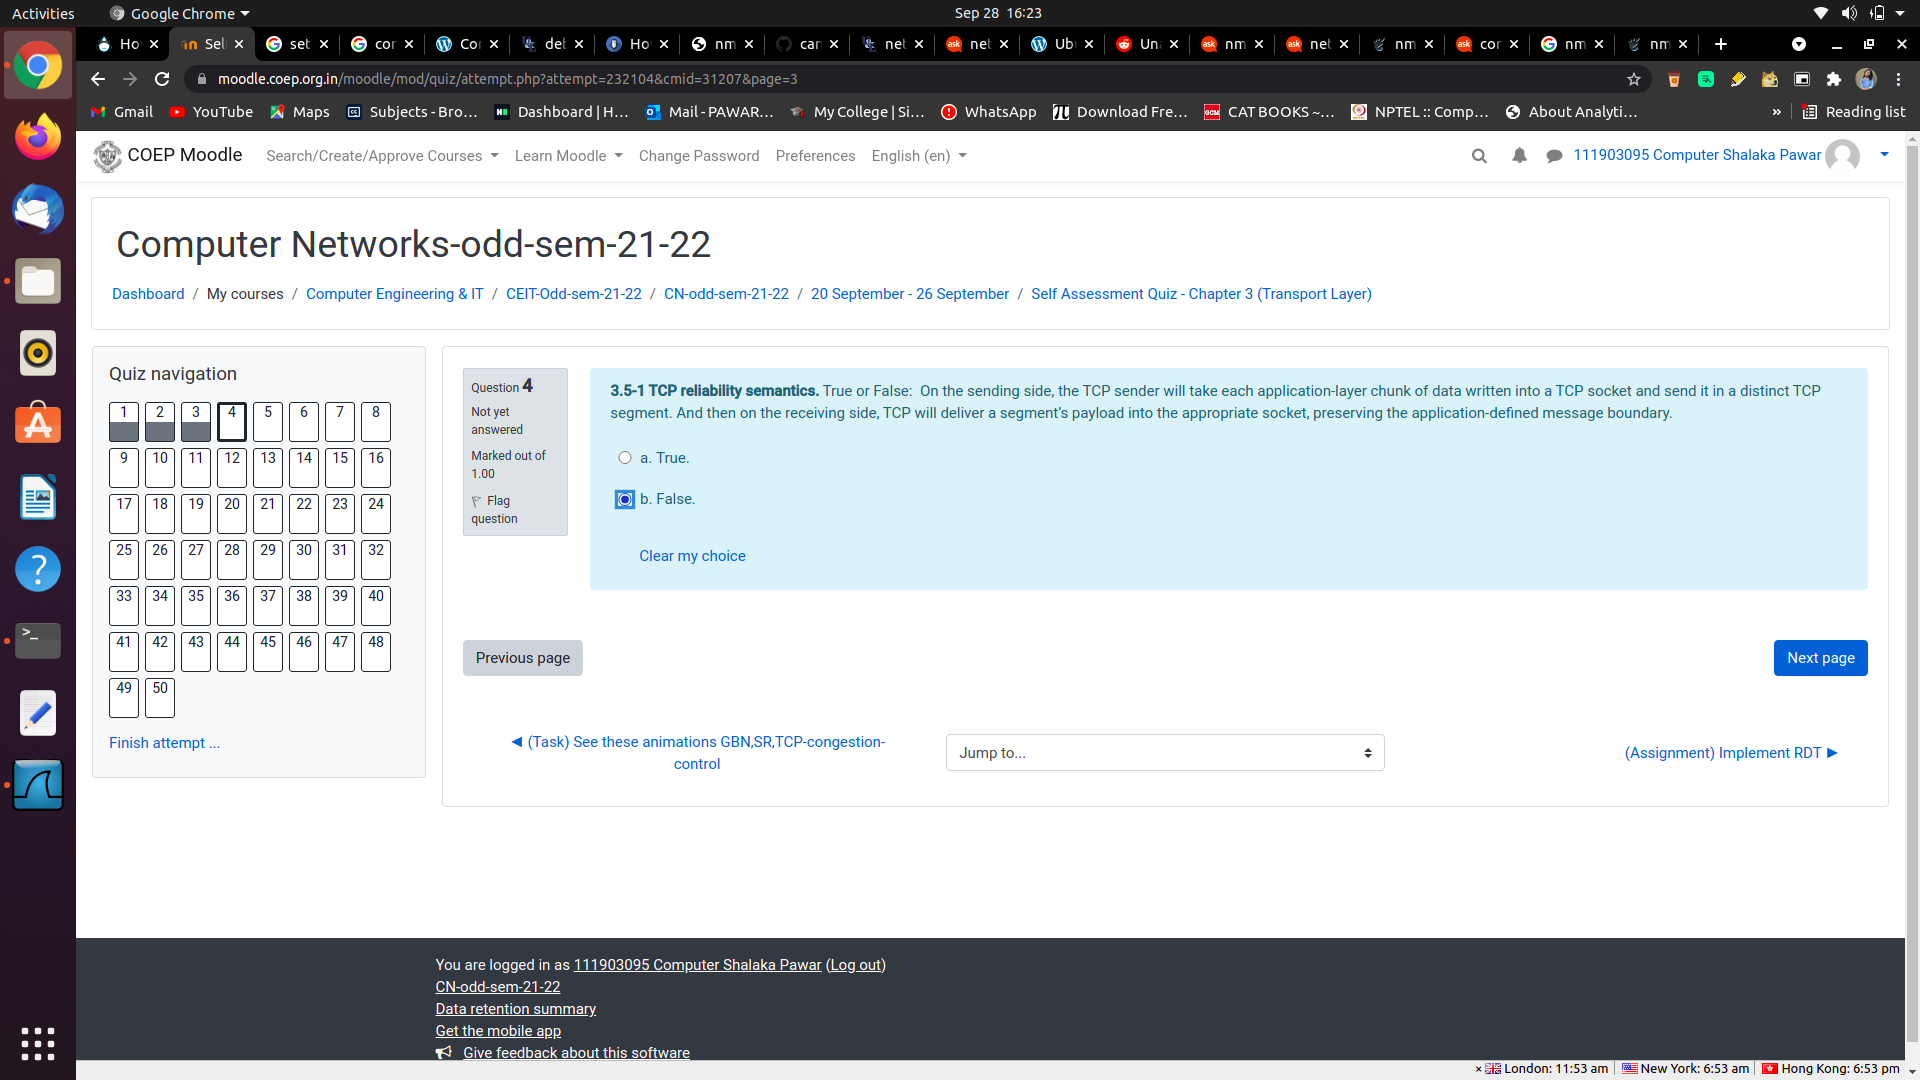 Activities
Google Chrome
Sep 28 16:23
Ho
Sel
set
cor
Co
de
Ho
nm
can
net
net
Ub
Un
nm
net
nm
cor
nm
nm
moodle.coep.org.in/moodle/mod/quiz/attempt.php?attempt=232104&cmid=31207&page=3
Gmail
YouTube
Maps
Subjects - Bro...
Dashboard | H...
Mail - PAWAR...
My College | Si...
WhatsApp
Download Fre...
CAT BOOKS ~...
NPTEL :: Comp...
About Analyti...
»
Reading list
COEP Moodle
Search/Create/Approve Courses
Learn Moodle
Change Password
Preferences
English (en)
111903095 Computer Shalaka Pawar
Computer Networks-odd-sem-21-22
Dashboard / My courses / Computer Engineering & IT / CEIT-Odd-sem-21-22 / CN-odd-sem-21-22 / 20 September - 26 September / Self Assessment Quiz - Chapter 3 (Transport Layer)
Quiz navigation
1 2 3 4 5 6 7 8
9 10 11 12 13 14 15 16
17 18 19 20 21 22 23 24
25 26 27 28 29 30 31 32
33 34 35 36 37 38 39 40
41 42 43 44 45 46 47 48
49 50
Finish attempt ...
Question 4
Not yet
answered
Marked out of
1.00
Flag
question
3.5-1 TCP reliability semantics. True or False: On the sending side, the TCP sender will take each application-layer chunk of data written into a TCP socket and send it in a distinct TCP
segment. And then on the receiving side, TCP will deliver a segment's payload into the appropriate socket, preserving the application-defined message boundary.
a. True.
b. False.
Clear my choice
Previous page
Next page
◀ (Task) See these animations GBN,SR,TCP-congestion-
control
Jump to...
(Assignment) Implement RDT ▶
You are logged in as 111903095 Computer Shalaka Pawar (Log out)
CN-odd-sem-21-22
Data retention summary
Get the mobile app
Give feedback about this software
× London: 11:53 am
New York: 6:53 am
Hong Kong: 6:53 pm